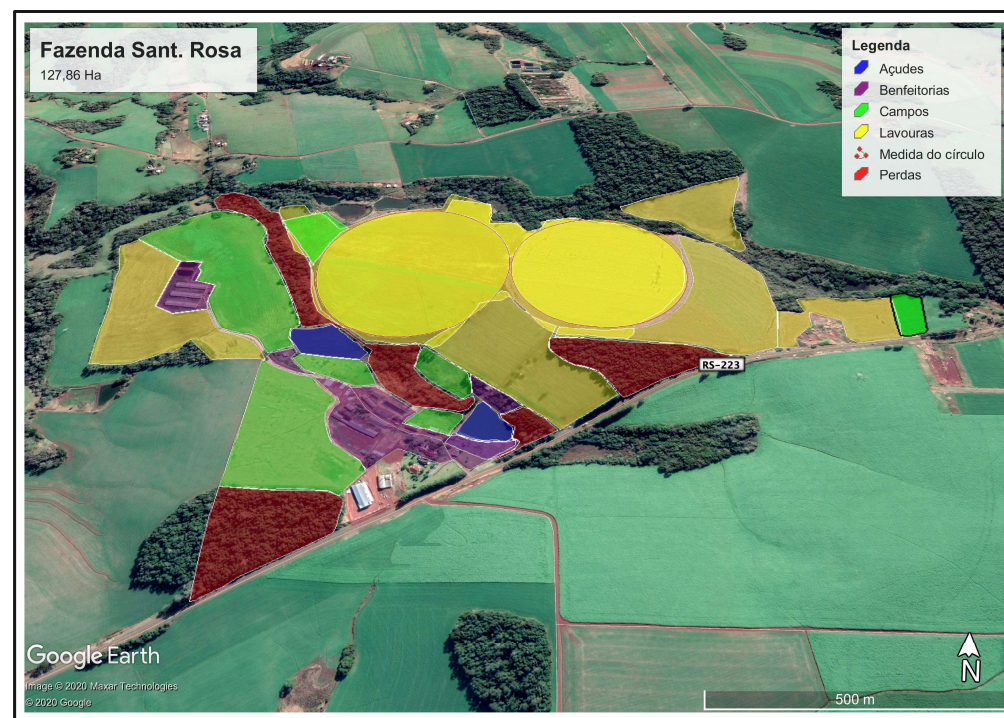 Fazenda Sant. Rosa
127,86 Ha
Legenda
Açudes
Benfeitorias
Campos
Lavouras
Medida do círculo
Perdas
RS-223
Google Earth
Image © 2020 Maxar Technologies
© 2020 Google
N
500 m